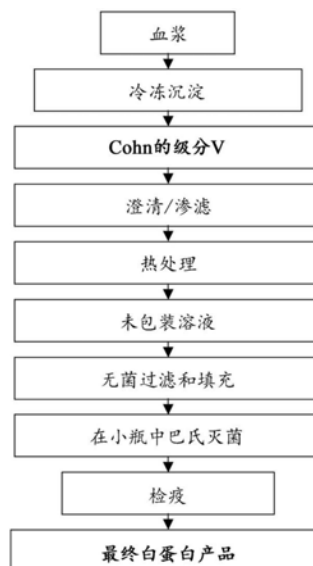 血浆
冷冻沉淀
Cohn的级分V
澄清/渗滤
热处理
未包装溶液
无菌过滤和填充
在小瓶中巴氏灭菌
检疫
最终白蛋白产品